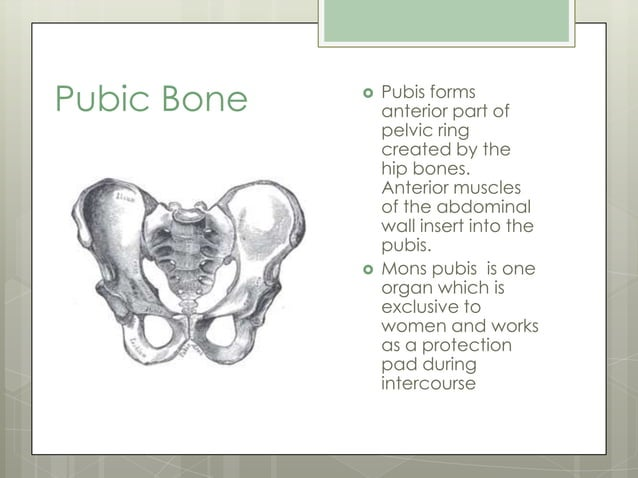 Pubic Bone
Pubis forms
anterior part of
pelvic ring
created by the
hip bones.
Anterior muscles
of the abdominal
wall insert into the
pubis.
Mons pubis is one
organ which is
exclusive to
women and works
as a protection
pad during
intercourse
Ilium